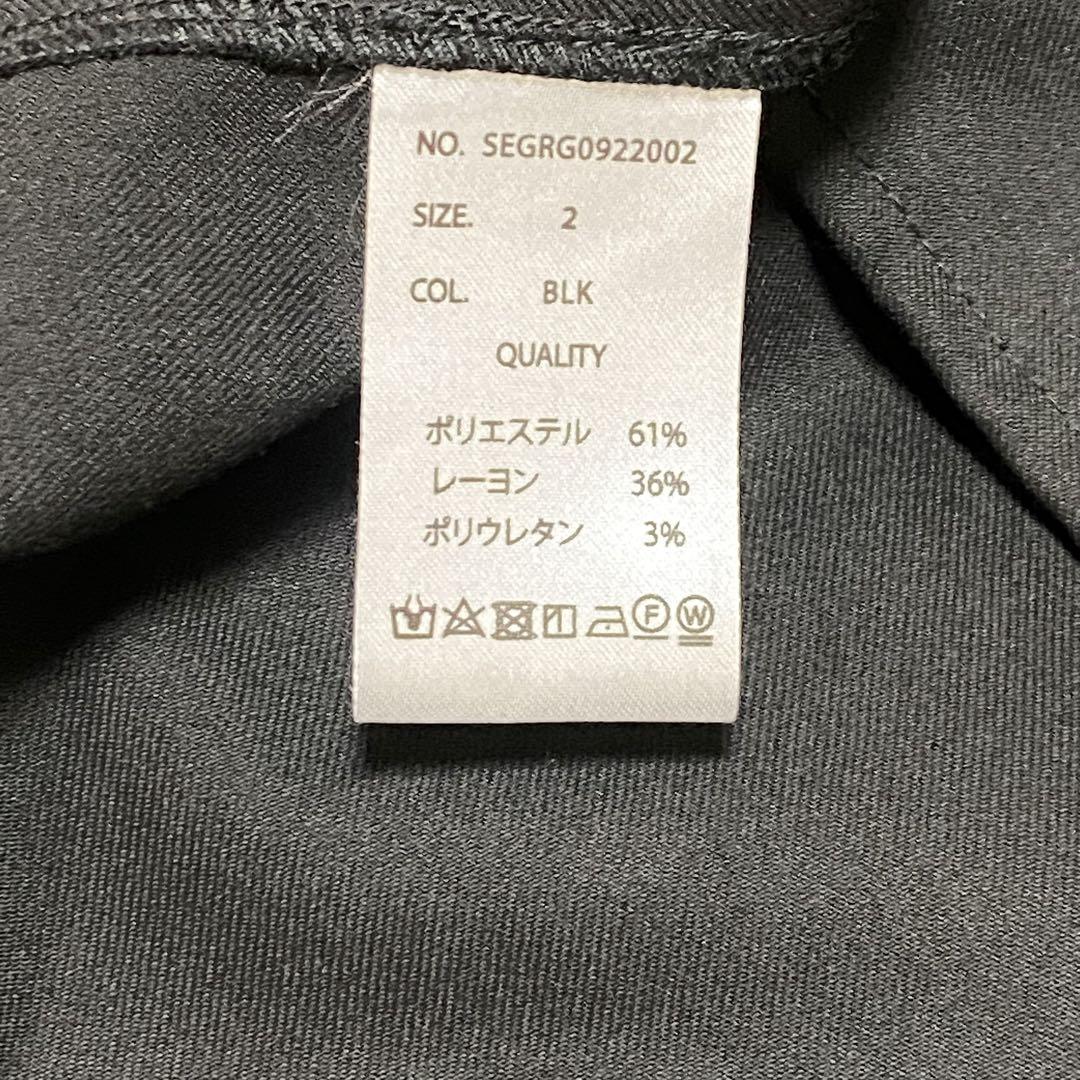 NO. SEGRG0922002
SIZE. 2
COL. BLK
QUALITY
ポリエステル 61%
レーヨン 36%
ポリウレタン 3%
F W